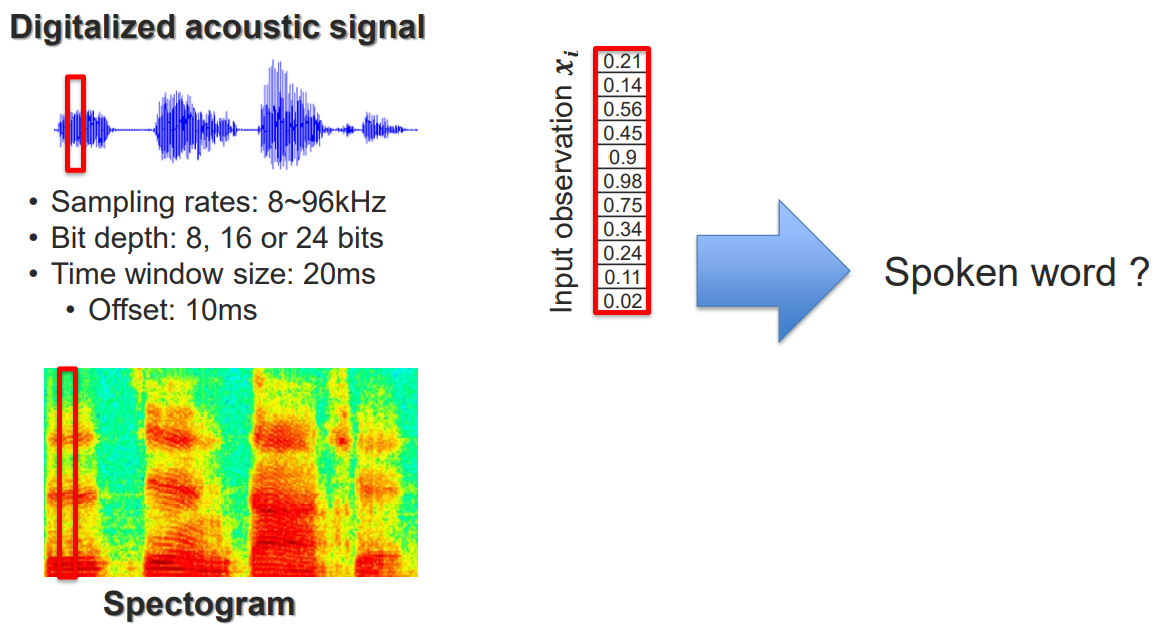 Digitalized acoustic signal
• Sampling rates: 8~96kHz
• Bit depth: 8, 16 or 24 bits
• Time window size: 20ms
• Offset: 10ms
Spectogram
Input observation xᵢ
0.21
0.14
0.56
0.45
0.9
0.98
0.75
0.34
0.24
0.11
0.02
Spoken word ?